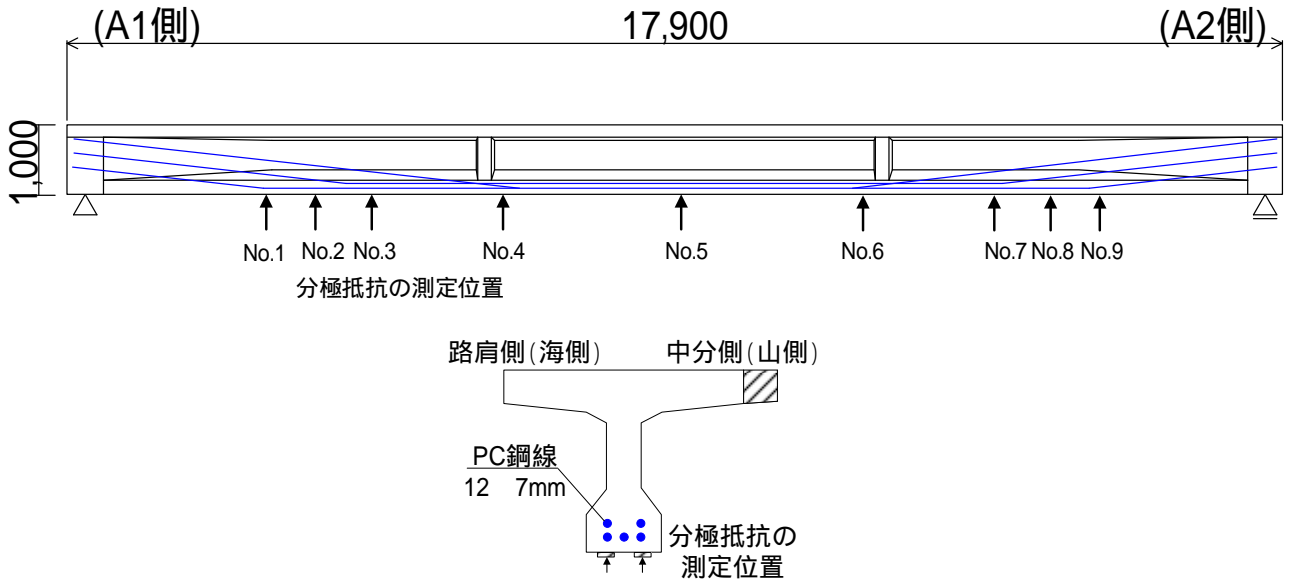 (A1側) 17,900 (A2側)
1,000
No.1 No.2 No.3 No.4 No.5 No.6 No.7 No.8 No.9
分極抵抗の測定位置
路肩側(海側) 中分側(山側)
PC鋼線
12 7mm
分極抵抗の
測定位置